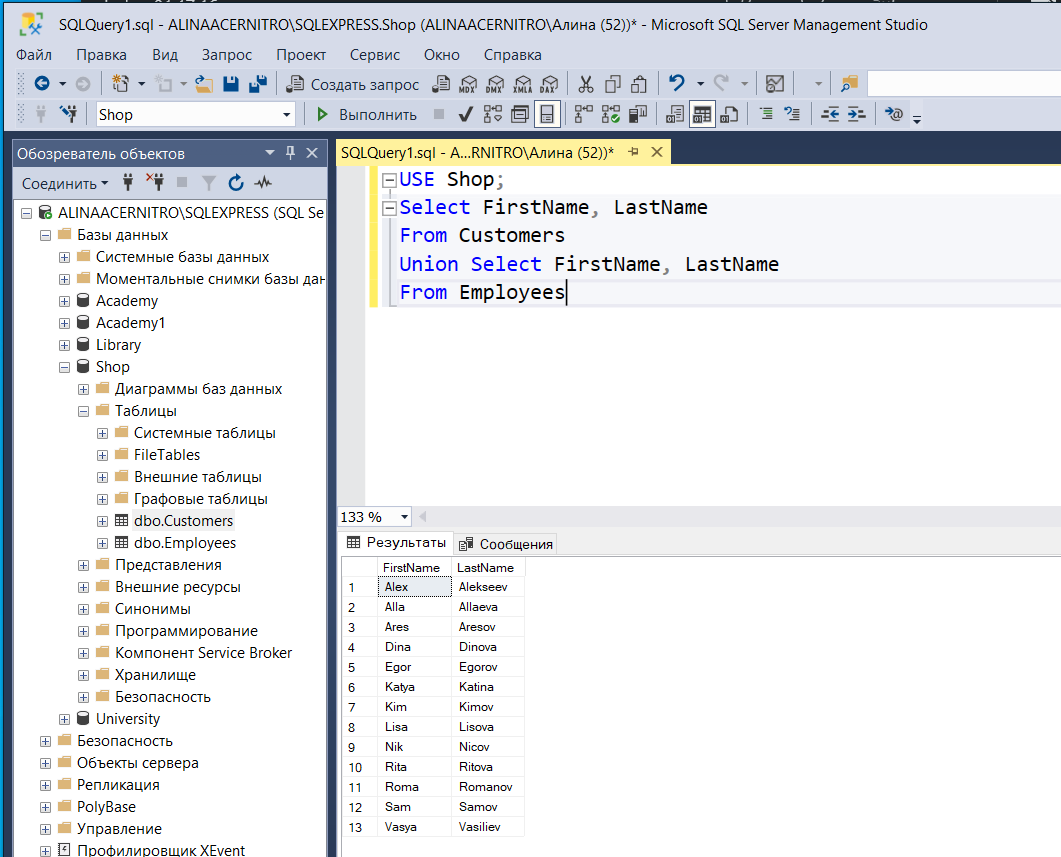 SQLQuery1.sql - ALINAACERNITRO\SQLEXPRESS.Shop (ALINAACERNITRO\Алина (52))* - Microsoft SQL Server Management Studio
Файл Правка Вид Запрос Проект Сервис Окно Справка
Создать запрос MDX DMX XMLA DAX
Shop Выполнить
Обозреватель объектов
Соединить
ALINAACERNITRO\SQLEXPRESS (SQL Se
Базы данных
Системные базы данных
Моментальные снимки базы дан
Academy
Academy1
Library
Shop
Диаграммы баз данных
Таблицы
Системные таблицы
FileTables
Внешние таблицы
Графовые таблицы
dbo.Customers
dbo.Employees
Представления
Внешние ресурсы
Синонимы
Программирование
Компонент Service Broker
Хранилище
Безопасность
University
Безопасность
Объекты сервера
Репликация
PolyBase
Управление
Профилировщик XEvent
SQLQuery1.sql - A...RNITRO\Алина (52))*
USE Shop;
Select FirstName, LastName
From Customers
Union Select FirstName, LastName
From Employees
133 %
Результаты Сообщения
FirstName LastName
1 Alex Alekseev
2 Alla Allaeva
3 Ares Aresov
4 Dina Dinova
5 Egor Egorov
6 Katya Katina
7 Kim Kimov
8 Lisa Lisova
9 Nik Nicov
10 Rita Ritova
11 Roma Romanov
12 Sam Samov
13 Vasya Vasiliev